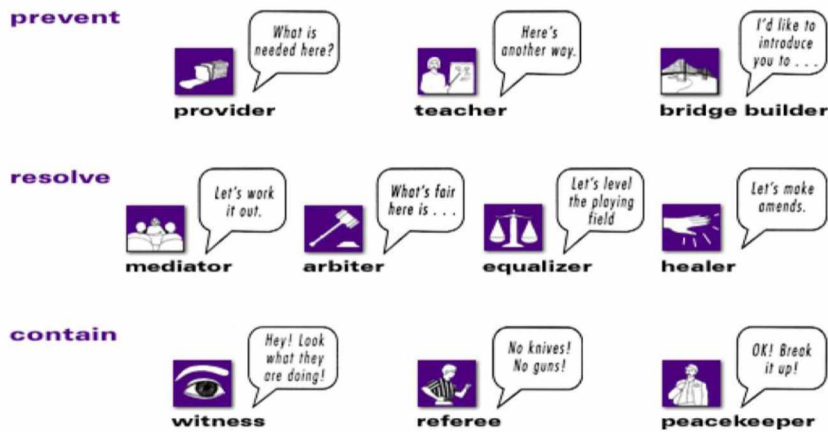 prevent
What is
needed here?
provider
Here's
another way.
teacher
I'd like to
introduce
you to . . .
bridge builder
resolve
Let's work
it out.
mediator
What's fair
here is . . .
arbiter
Let's level
the playing
field
equalizer
Let's make
amends.
healer
contain
Hey! Look
what they
are doing!
witness
No knives!
No guns!
referee
OK! Break
it up!
peacekeeper